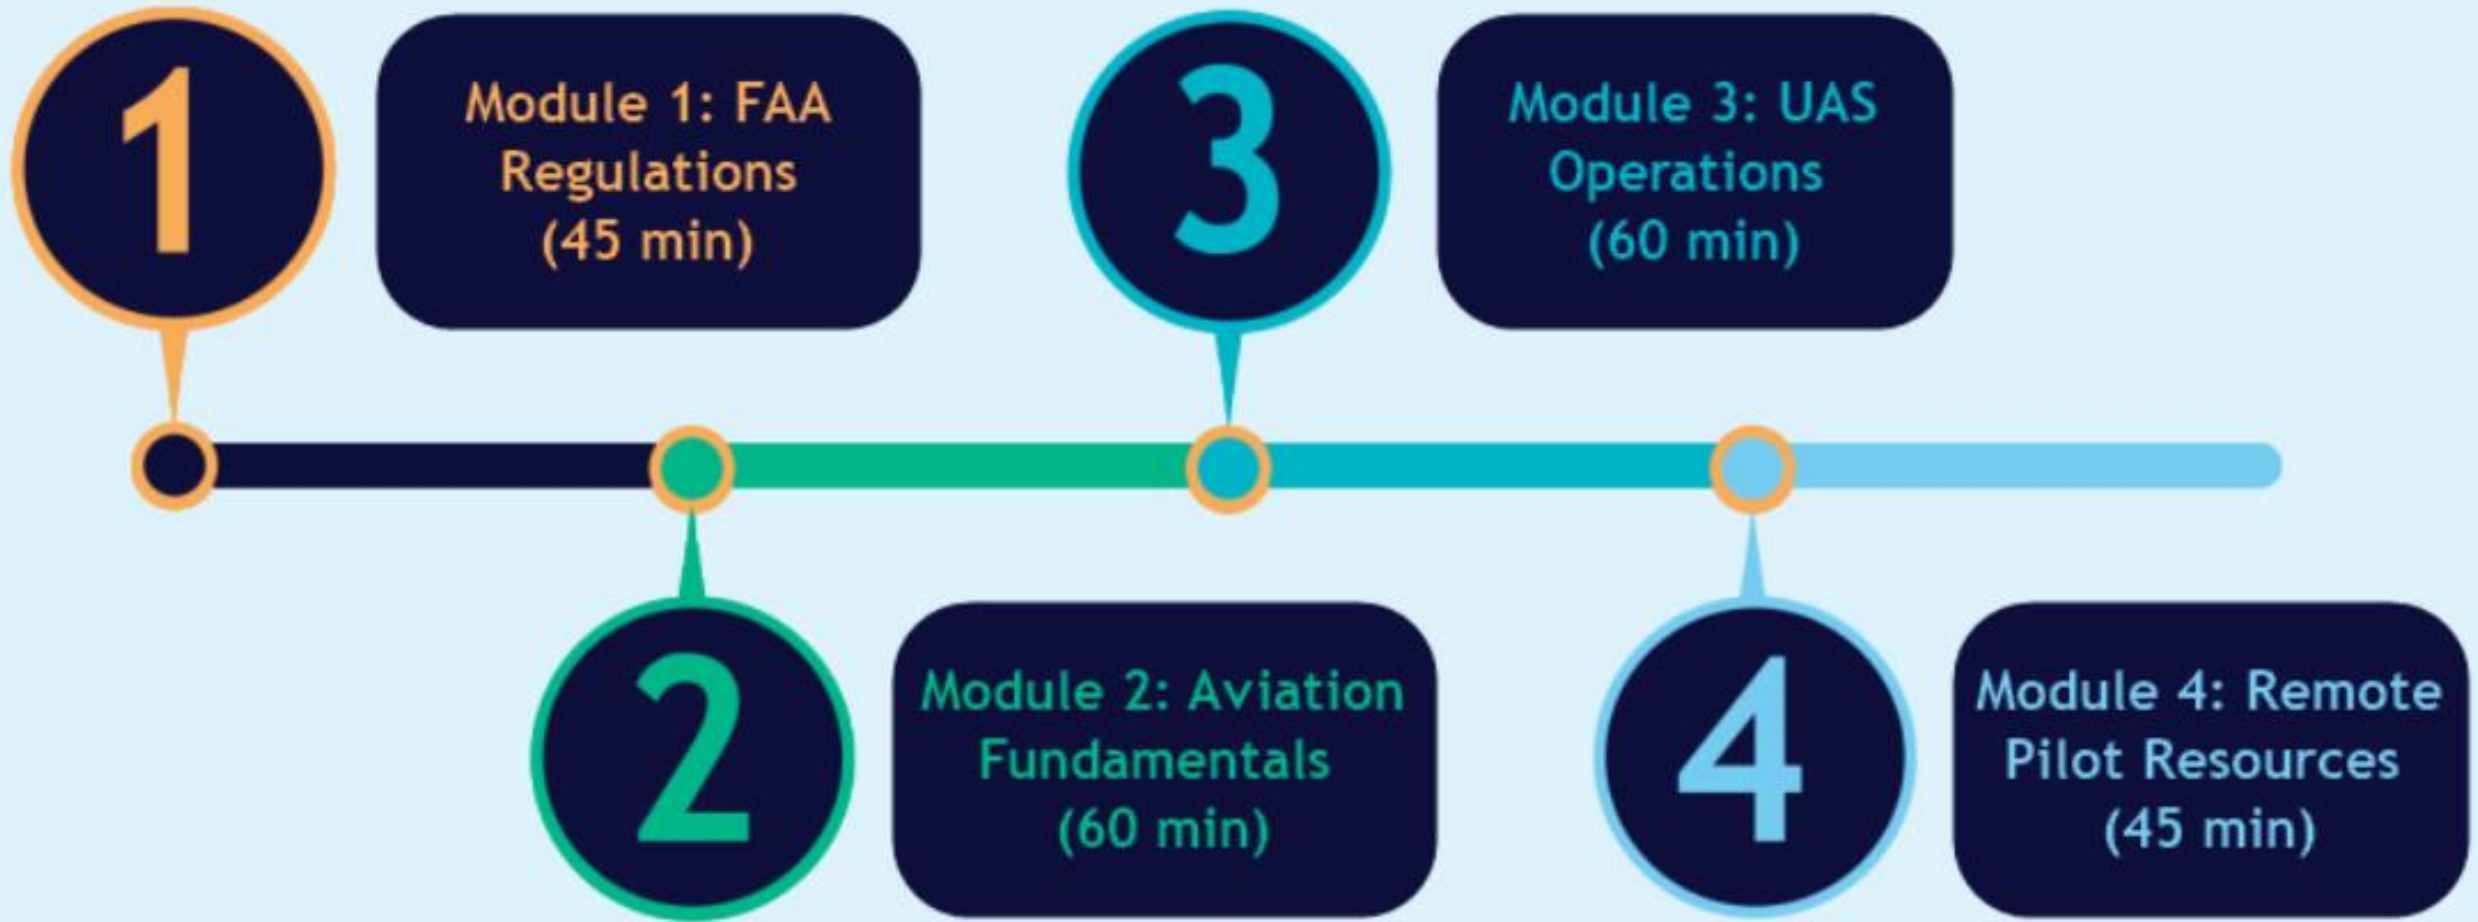 1
Module 1: FAA
Regulations
(45 min)
2
Module 2: Aviation
Fundamentals
(60 min)
3
Module 3: UAS
Operations
(60 min)
4
Module 4: Remote
Pilot Resources
(45 min)